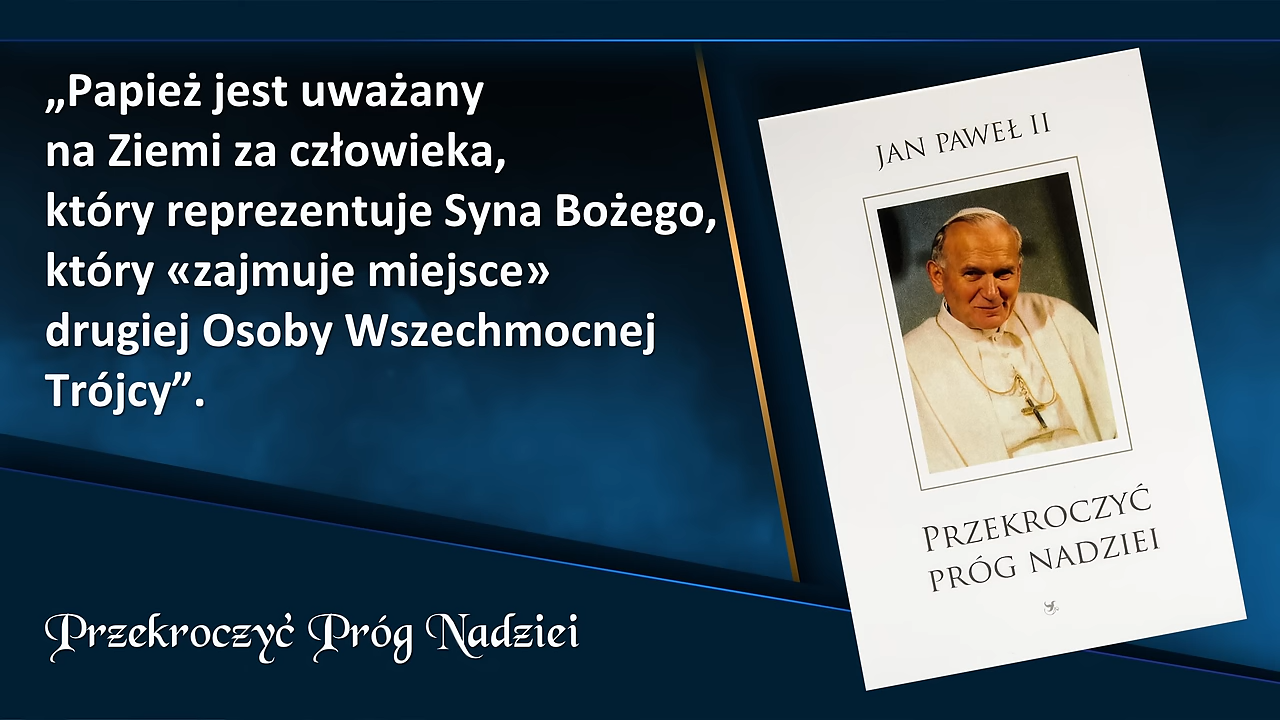 „Papież jest uważany
na Ziemi za człowieka,
który reprezentuje Syna Bożego,
który «zajmuje miejsce»
drugiej Osoby Wszechmocnej
Trójcy”.
Przekroczyć Próg Nadziei
JAN PAWEŁ II
PRZEKROCZYĆ
PRÓG NADZIEI